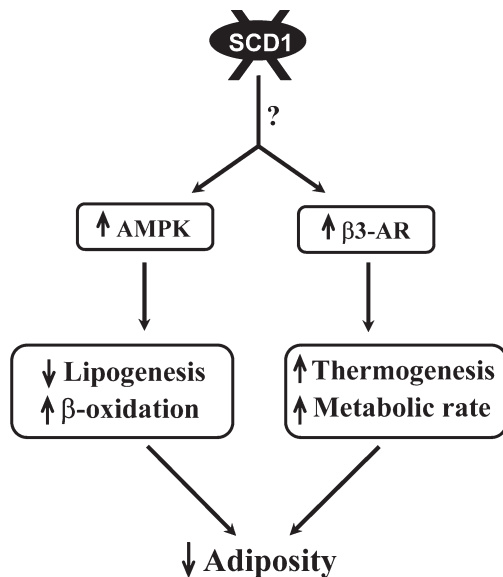 SCD1
?
↑ AMPK
↑ β3-AR
↓ Lipogenesis
↑ β-oxidation
↑ Thermogenesis
↑ Metabolic rate
↓ Adiposity